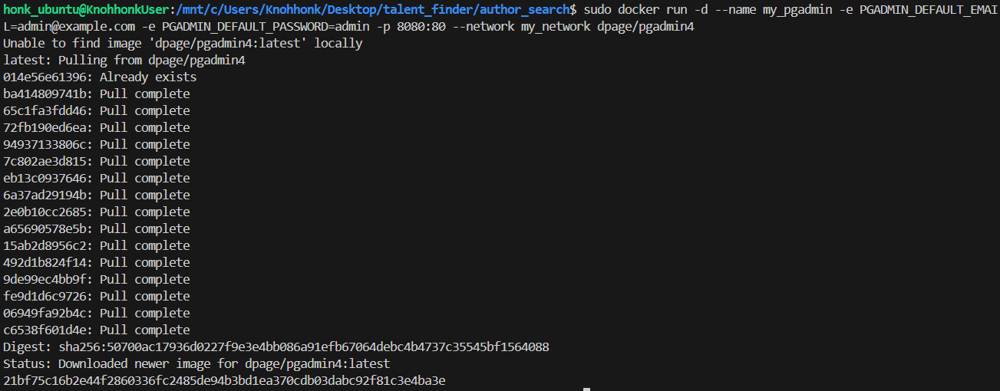 honk_ubuntu@KnohhonkUser:/mnt/c/Users/Knohhonk/Desktop/talent_finder/author_search$ sudo docker run -d --name my_pgadmin -e PGADMIN_DEFAULT_EMAI
L=admin@example.com -e PGADMIN_DEFAULT_PASSWORD=admin -p 8080:80 --network my_network dpage/pgadmin4
Unable to find image 'dpage/pgadmin4:latest' locally
latest: Pulling from dpage/pgadmin4
014e56e61396: Already exists
ba414809741b: Pull complete
65c1fa3fdd46: Pull complete
72fb190ed6ea: Pull complete
94937133806c: Pull complete
7c802ae3d815: Pull complete
eb13c0937646: Pull complete
6a37ad29194b: Pull complete
2e0b10cc2685: Pull complete
a65690578e5b: Pull complete
15ab2d8956c2: Pull complete
492d1b824f14: Pull complete
9de99ec4bb9f: Pull complete
fe9d1d6c9726: Pull complete
06949fa92b4c: Pull complete
c6538f601d4e: Pull complete
Digest: sha256:50700ac17936d0227f9e3e4bb086a91efb67064debc4b4737c35545bf1564088
Status: Downloaded newer image for dpage/pgadmin4:latest
21bf75c16b2e44f2860336fc2485de94b3bd1ea370cdb03dabc92f81c3e4ba3e